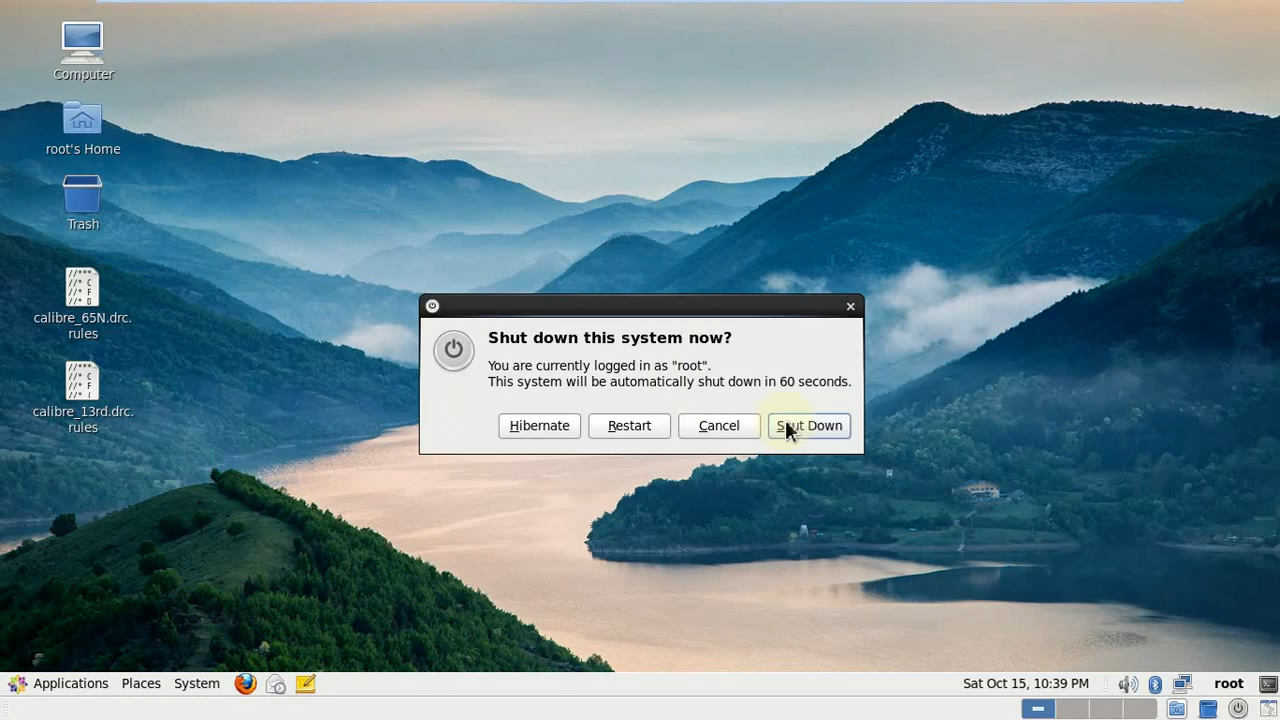 Computer
root's Home
Trash
calibre_65N.drc.
rules
calibre_13rd.drc.
rules
Shut down this system now?
You are currently logged in as "root".
This system will be automatically shut down in 60 seconds.
Hibernate Restart Cancel Shut Down
Applications Places System Sat Oct 15, 10:39 PM root